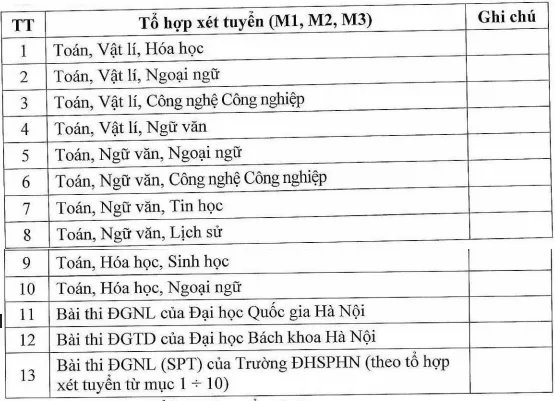 TT Tổ hợp xét tuyển (M1, M2, M3) Ghi chú
1 Toán, Vật lí, Hóa học
2 Toán, Vật lí, Ngoại ngữ
3 Toán, Vật lí, Công nghệ Công nghiệp
4 Toán, Vật lí, Ngữ văn
5 Toán, Ngữ văn, Ngoại ngữ
6 Toán, Ngữ văn, Công nghệ Công nghiệp
7 Toán, Ngữ văn, Tin học
8 Toán, Ngữ văn, Lịch sử
9 Toán, Hóa học, Sinh học
10 Toán, Hóa học, Ngoại ngữ
11 Bài thi ĐGNL của Đại học Quốc gia Hà Nội
12 Bài thi ĐGTD của Đại học Bách khoa Hà Nội
13 Bài thi ĐGNL (SPT) của Trường ĐHSPHN (theo tổ hợp
xét tuyển từ mục 1 ÷ 10)